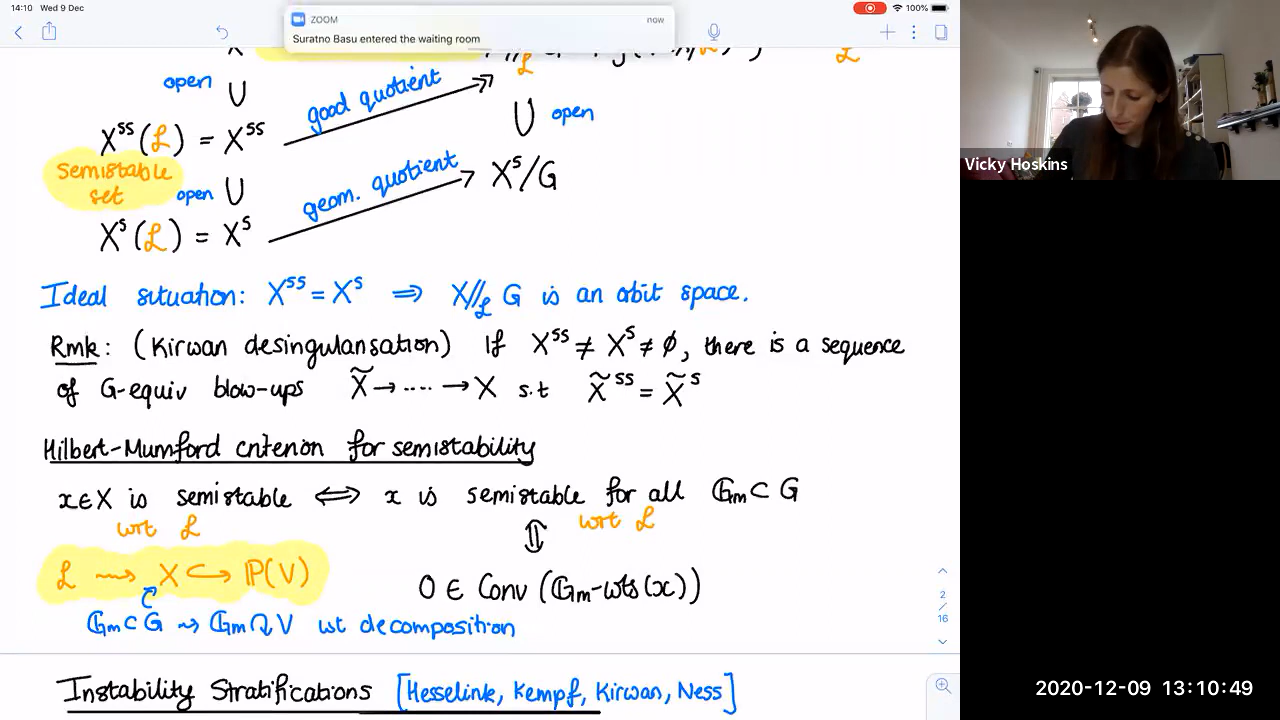 14:10 Wed 9 Dec
100%
ZOOM
now
Suratno Basu entered the waiting room
open ∪
good quotient
∪ open
X^ss(L) = X^ss
semistable set
open ∪
geom. quotient
X^s/G
X^s(L) = X^s
Ideal situation: X^ss = X^s ⇒ X//_L G is an orbit space.
Rmk: (Kirwan desingularisation) If X^ss ≠ X^s ≠ ∅, there is a sequence
of G-equiv blow-ups X̃ → ···· → X s.t X̃^ss = X̃^s
Hilbert-Mumford criterion for semistability
x∈X is semistable ⟺ x is semistable for all 𝔾m ⊂ G
wrt L
wrt L
⇕
L ⇝ X ↪ ℙ(V)
0 ∈ Conv (𝔾m-wts(x))
𝔾m ⊂ G ⇝ 𝔾m ↷ V wt decomposition
2
/
16
Instability Stratifications [Hesselink, Kempf, Kirwan, Ness]
Vicky Hoskins
2020-12-09 13:10:49